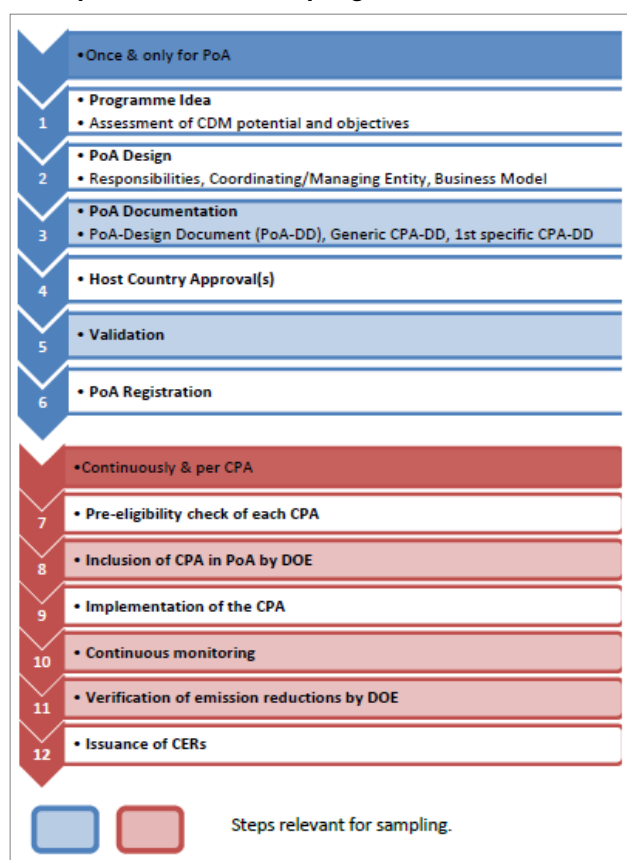 •Once & only for PoA
• Programme Idea
1
• Assessment of CDM potential and objectives
• PoA Design
2
• Responsibilities, Coordinating/Managing Entity, Business Model
• PoA Documentation
3
• PoA-Design Document (PoA-DD), Generic CPA-DD, 1st specific CPA-DD
• Host Country Approval(s)
4
• Validation
5
• PoA Registration
6
•Continuously & per CPA
• Pre-eligibility check of each CPA
7
• Inclusion of CPA in PoA by DOE
8
• Implementation of the CPA
9
• Continuous monitoring
10
• Verification of emission reductions by DOE
11
• Issuance of CERs
12
Steps relevant for sampling.